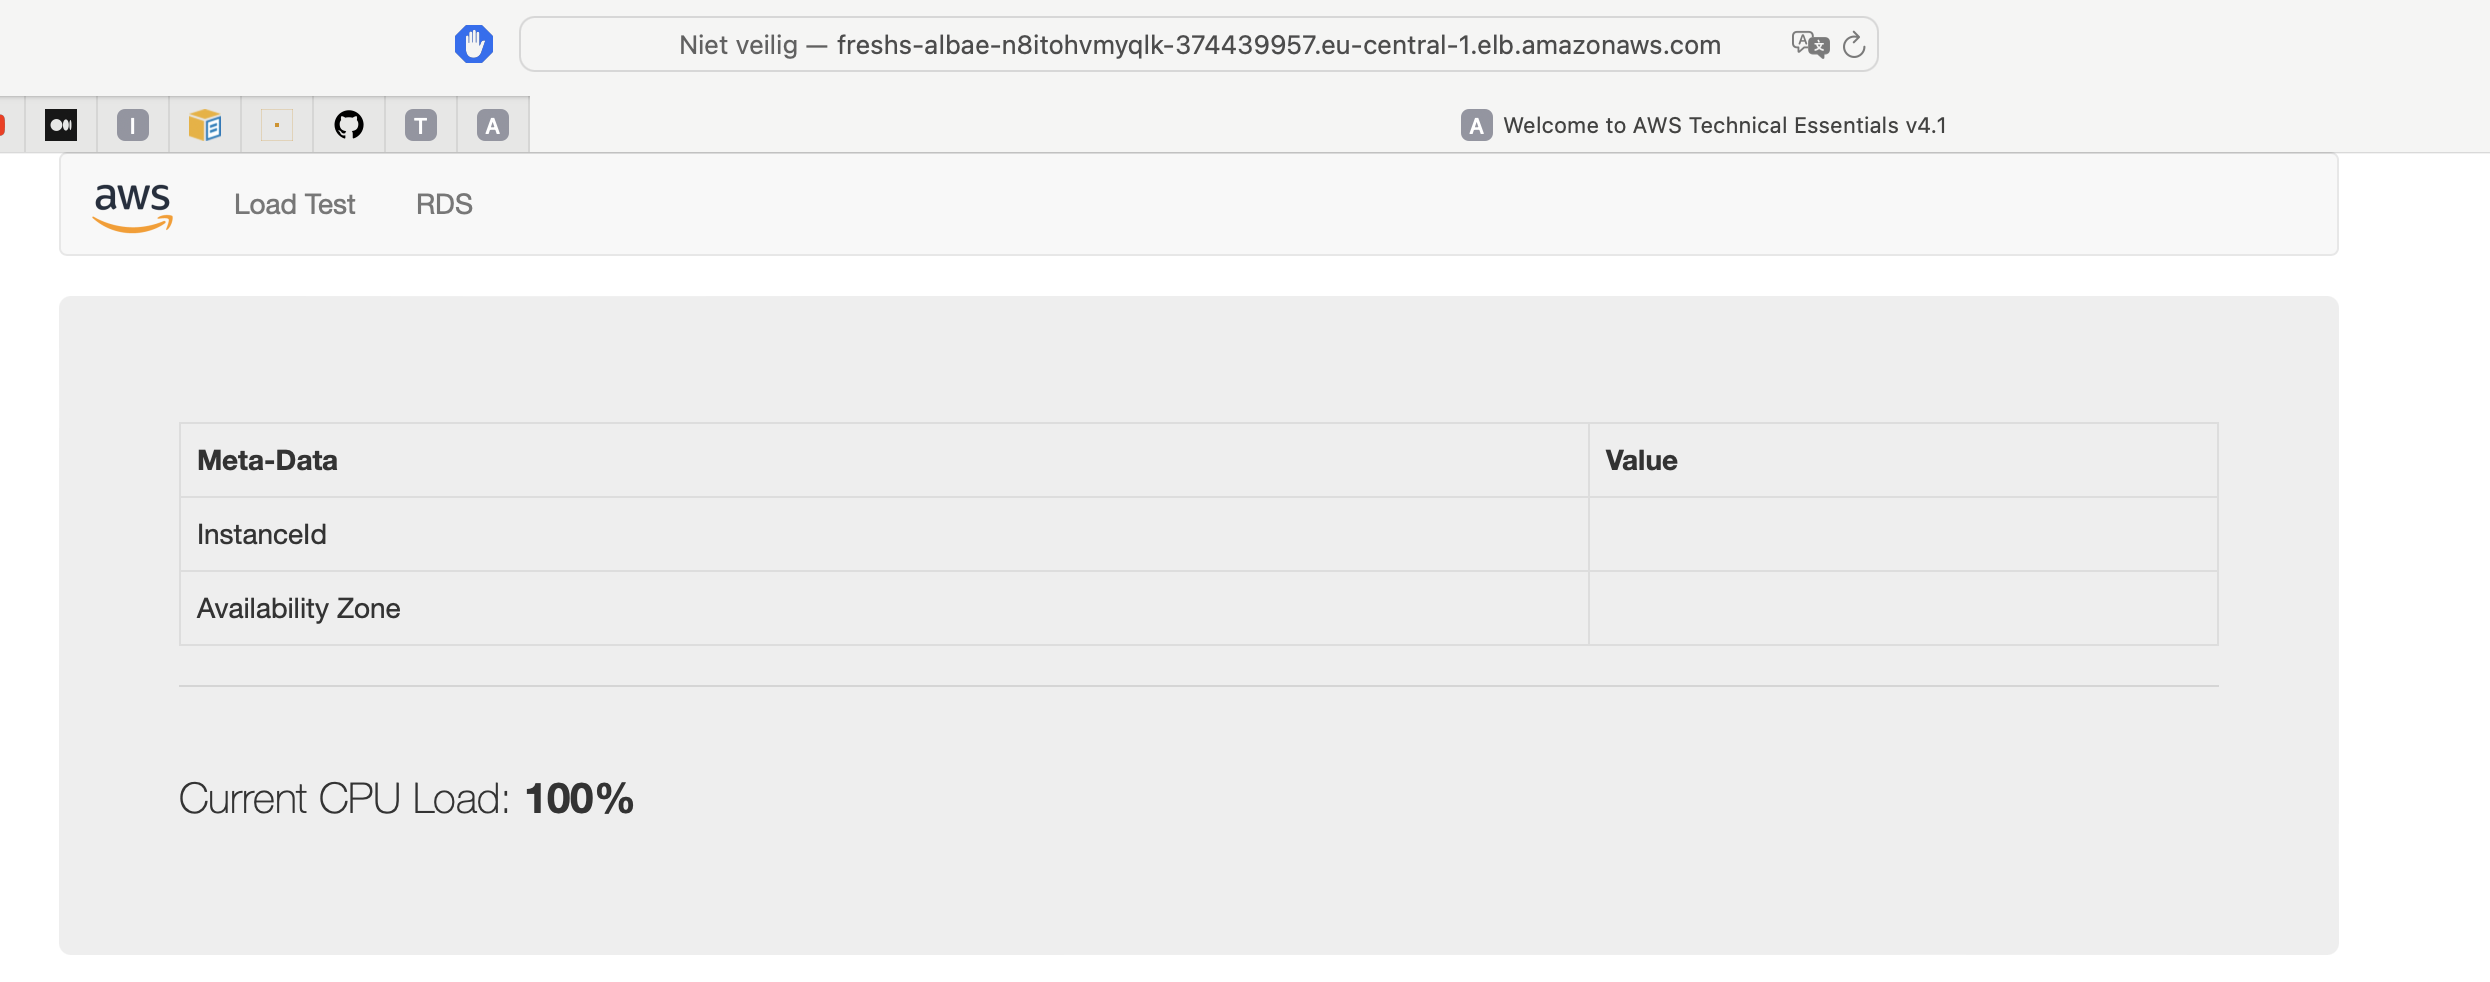 Niet veilig — freshs-albae-n8itohvmyqlk-374439957.eu-central-1.elb.amazonaws.com
I
T
A
A Welcome to AWS Technical Essentials v4.1
aws Load Test RDS
Meta-Data Value
InstanceId
Availability Zone
Current CPU Load: 100%